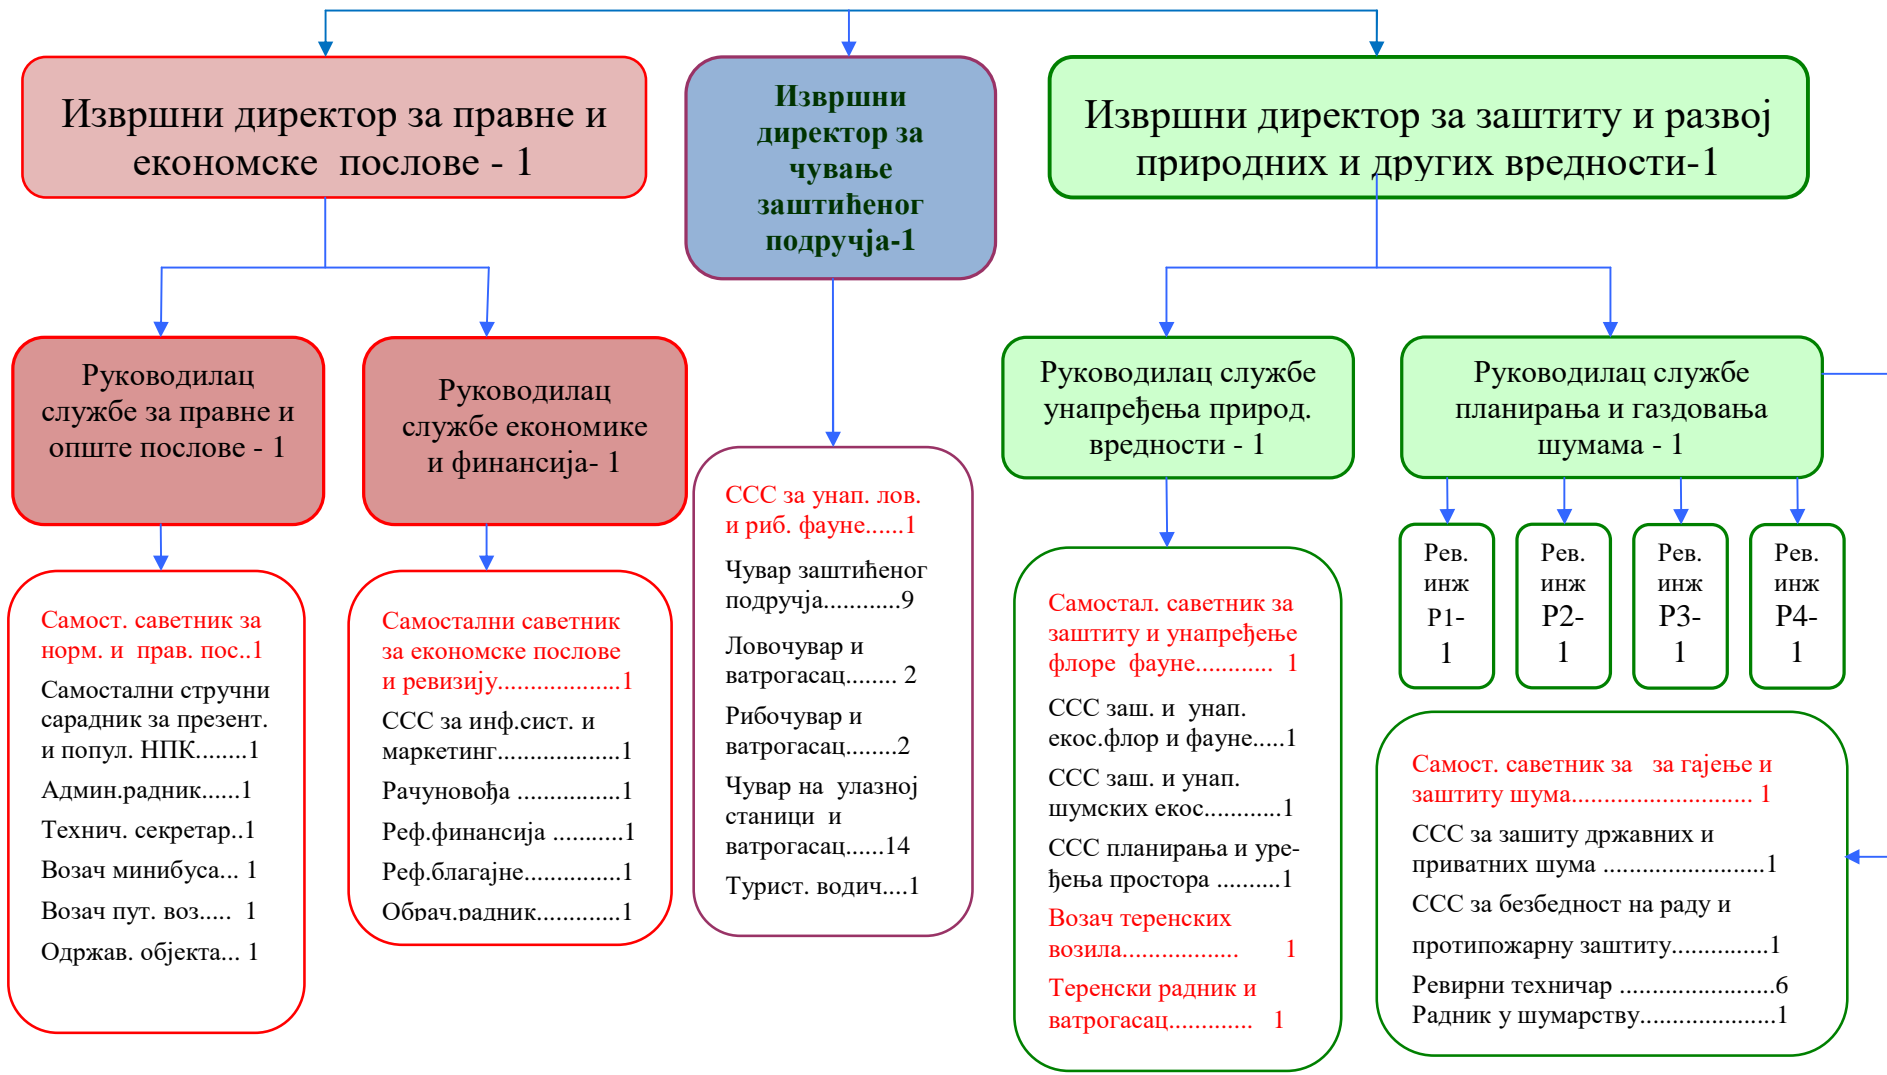 Извршни директор за правне и
економске  послове - 1
Извршни
директор за
чување
заштићеног
подручја-1
Извршни директор за заштиту и развој
природних и других вредности-1
Руководилац
службе за правне и
опште послове - 1
Руководилац
службе економике
и финансија- 1
Руководилац службе
унапређења природ.
вредности - 1
Руководилац службе
планирања и газдовања
шумама - 1
Самост. саветник за
норм. и  прав. пос..1
Самостални стручни
сарадник за презент.
и попул. НПК........1
Админ.радник......1
Технич. секретар..1
Возач минибуса... 1
Возач пут. воз.....  1
Одржав. објекта... 1
Самостални саветник
за економске послове
и ревизију...................1
ССС за инф.сист. и
маркетинг...................1
Рачуновођа ................1
Реф.финансија ...........1
Реф.благајне...............1
Обрач.радник.............1
ССС за унап. лов.
и риб. фауне......1
Чувар заштићеног
подручја............9
Ловочувар и
ватрогасац........ 2
Рибочувар и
ватрогасац........2
Чувар на  улазној
станици  и
ватрогасац......14
Турист. водич....1
Самостал. саветник за
заштиту и унапређење
флоре  фауне............  1
ССС заш. и  унап.
екос.флор и фауне.....1
ССС заш. и унап.
шумских екос............1
ССС планирања и уре-
ђења простора ..........1
Возач теренских
возила..................       1
Теренски радник и
ватрогасац.............   1
Рев.
инж
Р1-
1
Рев.
инж
Р2-
1
Рев.
инж
Р3-
1
Рев.
инж
Р4-
1
Самост. саветник за   за гајење и
заштиту шума............................ 1
ССС за зашиту државних и
приватних шума .........................1
ССС за безбедност на раду и
протипожарну заштиту...............1
Ревирни техничар ........................6
Радник у шумарству.....................1